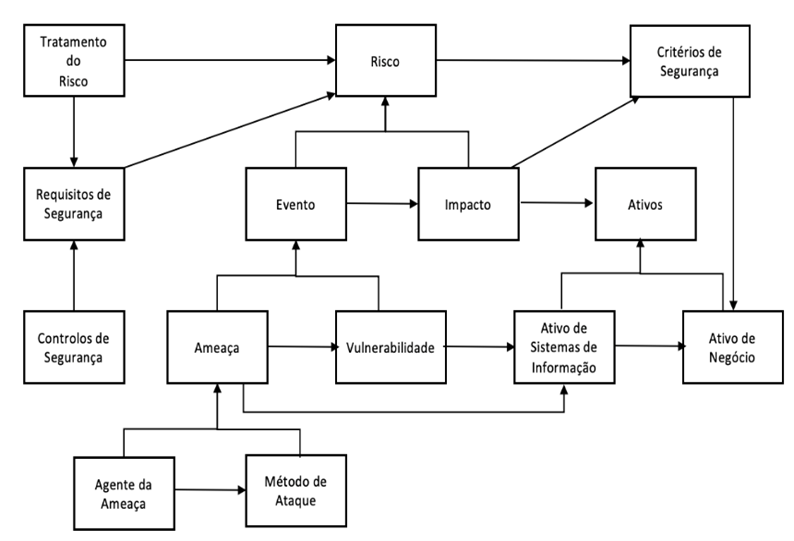 Tratamento
do
Risco
Risco
Critérios de
Segurança
Requisitos de
Segurança
Evento
Impacto
Ativos
Controlos de
Segurança
Ameaça
Vulnerabilidade
Ativo de
Sistemas de
Informação
Ativo de
Negócio
Agente da
Ameaça
Método de
Ataque